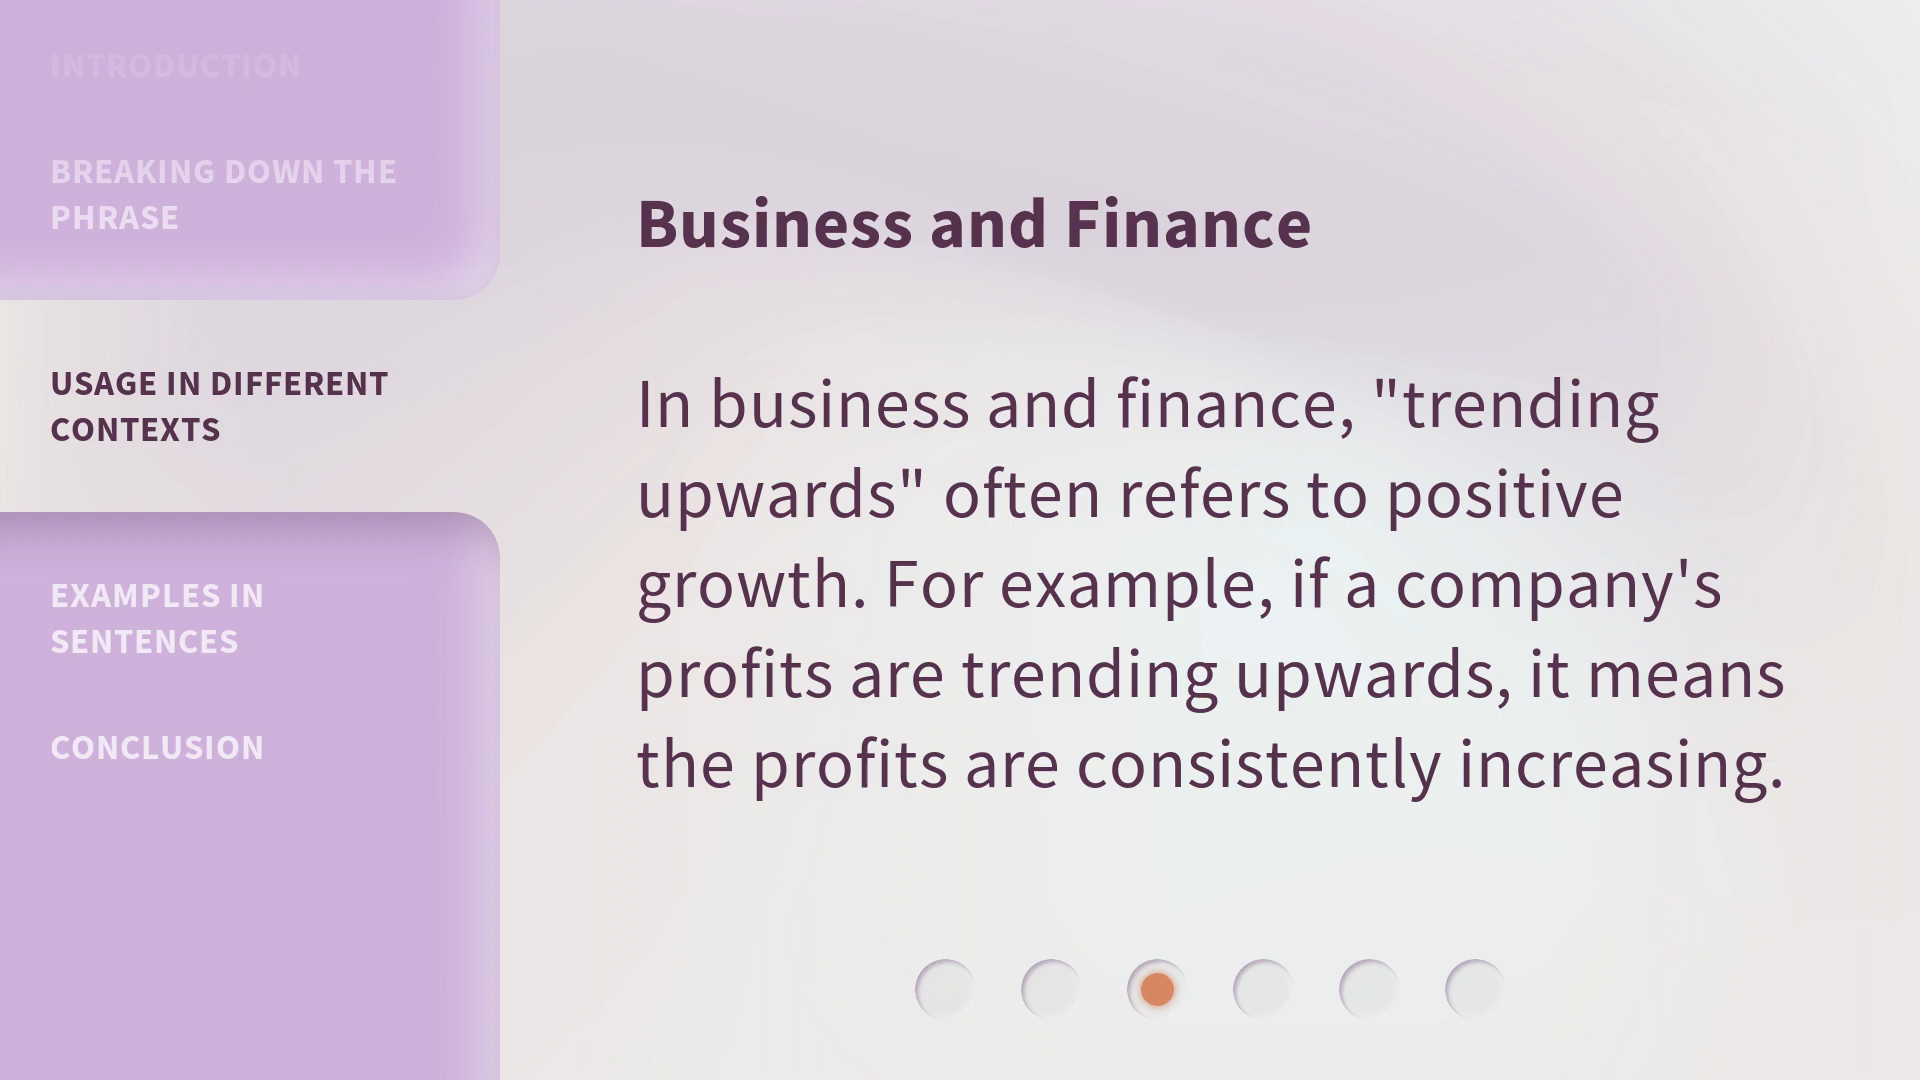 INTRODUCTION
BREAKING DOWN THE
PHRASE
USAGE IN DIFFERENT
CONTEXTS
EXAMPLES IN
SENTENCES
CONCLUSION
Business and Finance
In business and finance, "trending
upwards" often refers to positive
growth. For example, if a company's
profits are trending upwards, it means
the profits are consistently increasing.